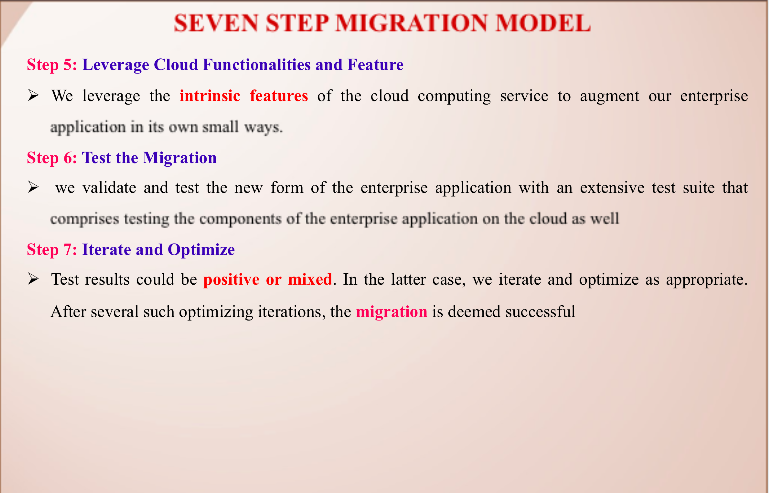 SEVEN STEP MIGRATION MODEL
Step 5: Leverage Cloud Functionalities and Feature
➢ We leverage the intrinsic features of the cloud computing service to augment our enterprise
application in its own small ways.
Step 6: Test the Migration
➢ we validate and test the new form of the enterprise application with an extensive test suite that
comprises testing the components of the enterprise application on the cloud as well
Step 7: Iterate and Optimize
➢ Test results could be positive or mixed. In the latter case, we iterate and optimize as appropriate.
After several such optimizing iterations, the migration is deemed successful